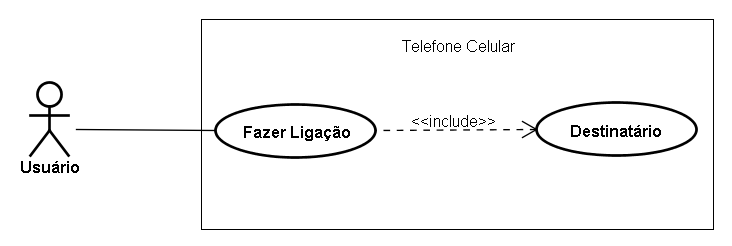 Telefone Celular
Usuário
Fazer Ligação
<<include>>
Destinatário